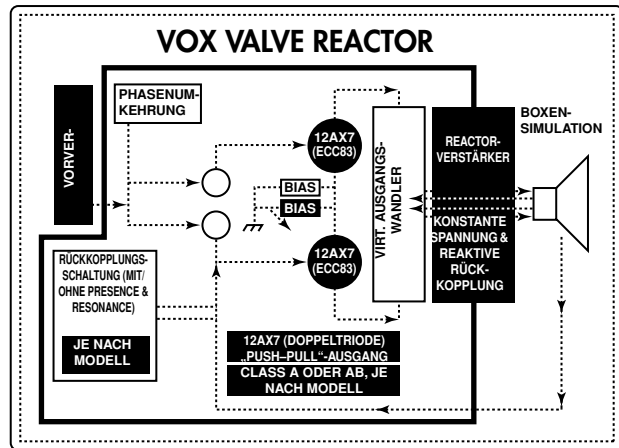 VOX VALVE REACTOR
PHASENUM-
KEHRUNG
VORVER-
12AX7
(ECC83)
BIAS
BIAS
12AX7
(ECC83)
VIRT. AUSGANGS-
WANDLER
REACTOR-
VERSTÄRKER
KONSTANTE
SPANNUNG &
REAKTIVE
RÜCK-
KOPPLUNG
BOXEN-
SIMULATION
RÜCKKOPPLUNGS-
SCHALTUNG (MIT/
OHNE PRESENCE &
RESONANCE)
JE NACH
MODELL
12AX7 (DOPPELTRIODE)
„PUSH–PULL“-AUSGANG
CLASS A ODER AB, JE
NACH MODELL